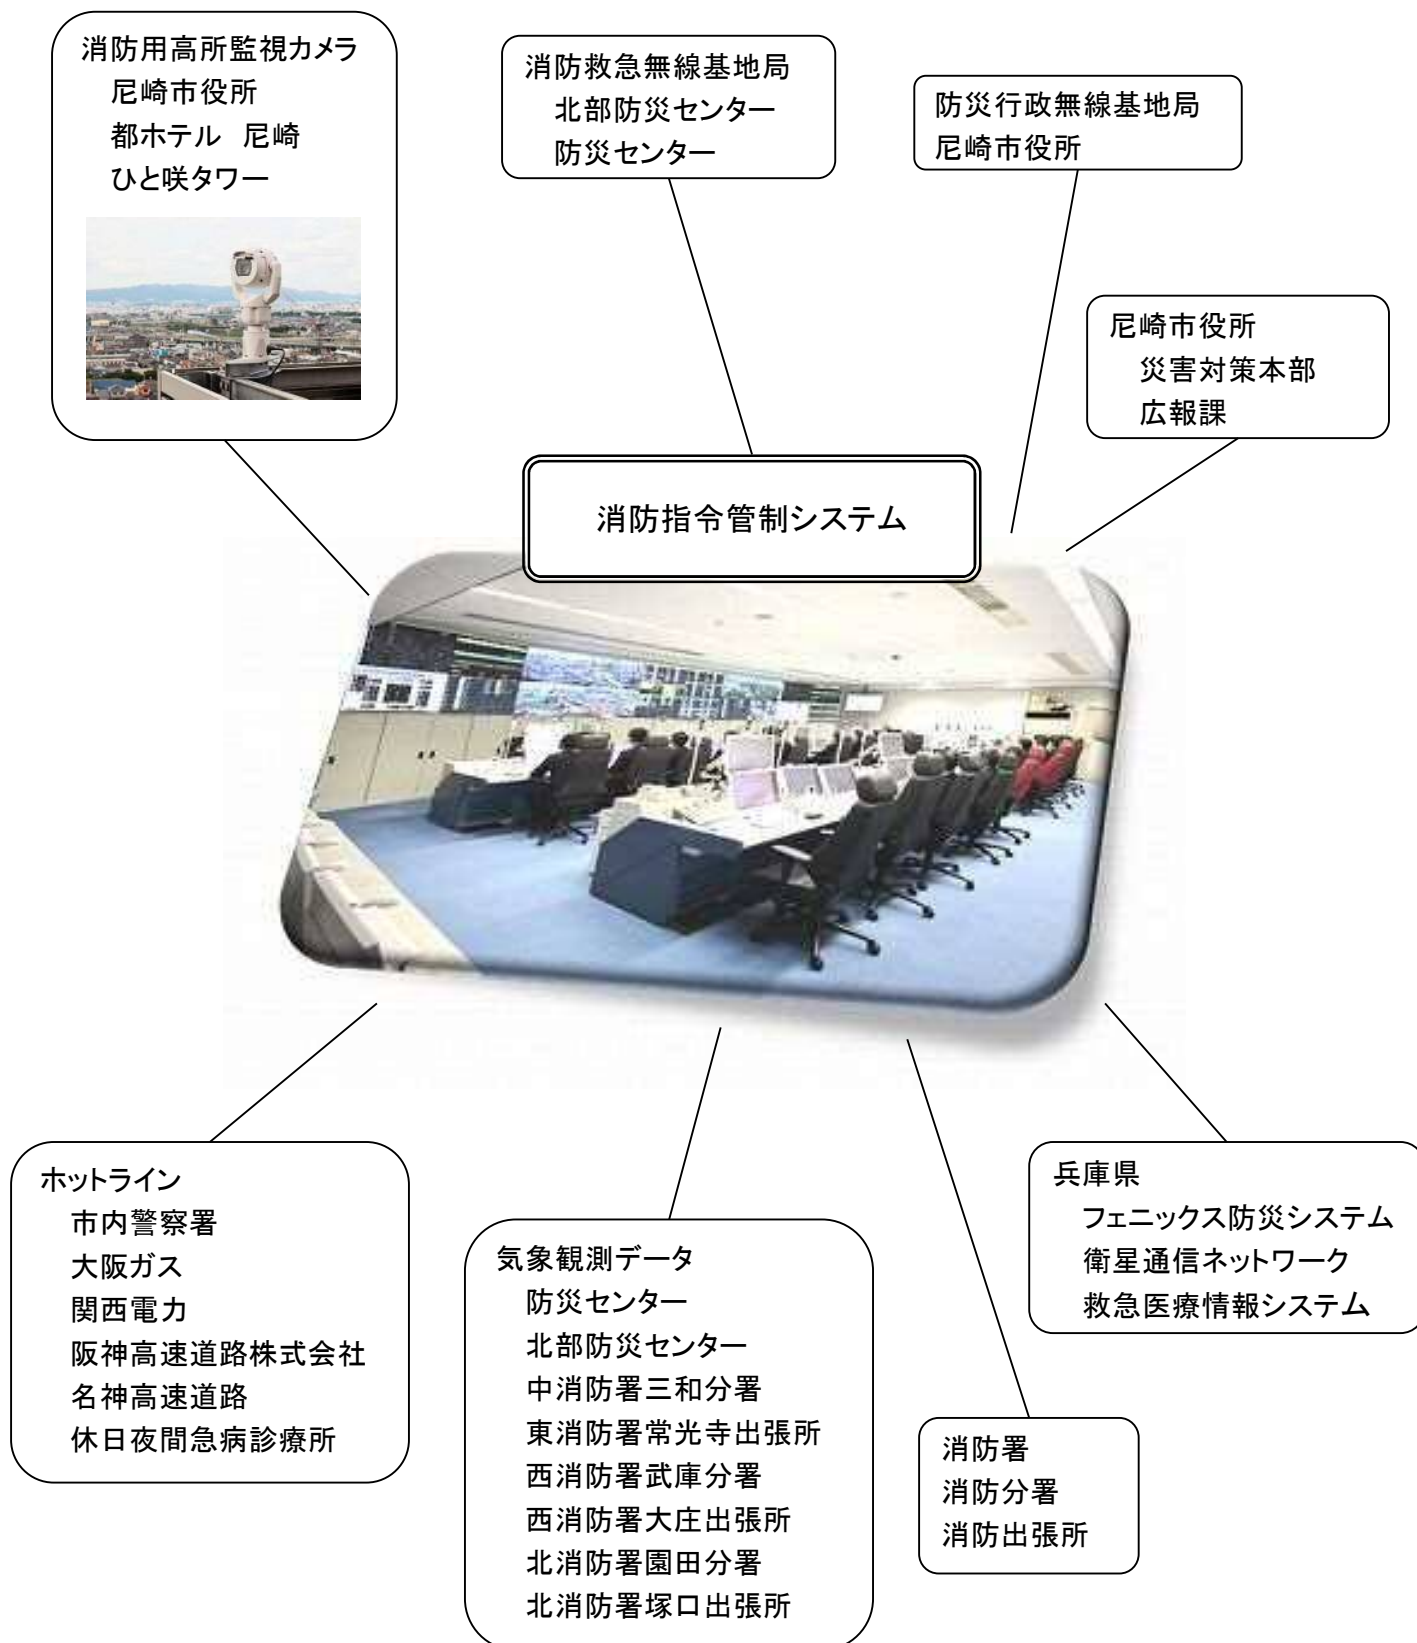 消防用高所監視カメラ
尼崎市役所
都ホテル 尼崎
ひと咲タワー
消防救急無線基地局
北部防災センター
防災センター
防災行政無線基地局
尼崎市役所
尼崎市役所
災害対策本部
広報課
消防指令管制システム
ホットライン
市内警察署
大阪ガス
関西電力
阪神高速道路株式会社
名神高速道路
休日夜間急病診療所
気象観測データ
防災センター
北部防災センター
中消防署三和分署
東消防署常光寺出張所
西消防署武庫分署
西消防署大庄出張所
北消防署園田分署
北消防署塚口出張所
消防署
消防分署
消防出張所
兵庫県
フェニックス防災システム
衛星通信ネットワーク
救急医療情報システム